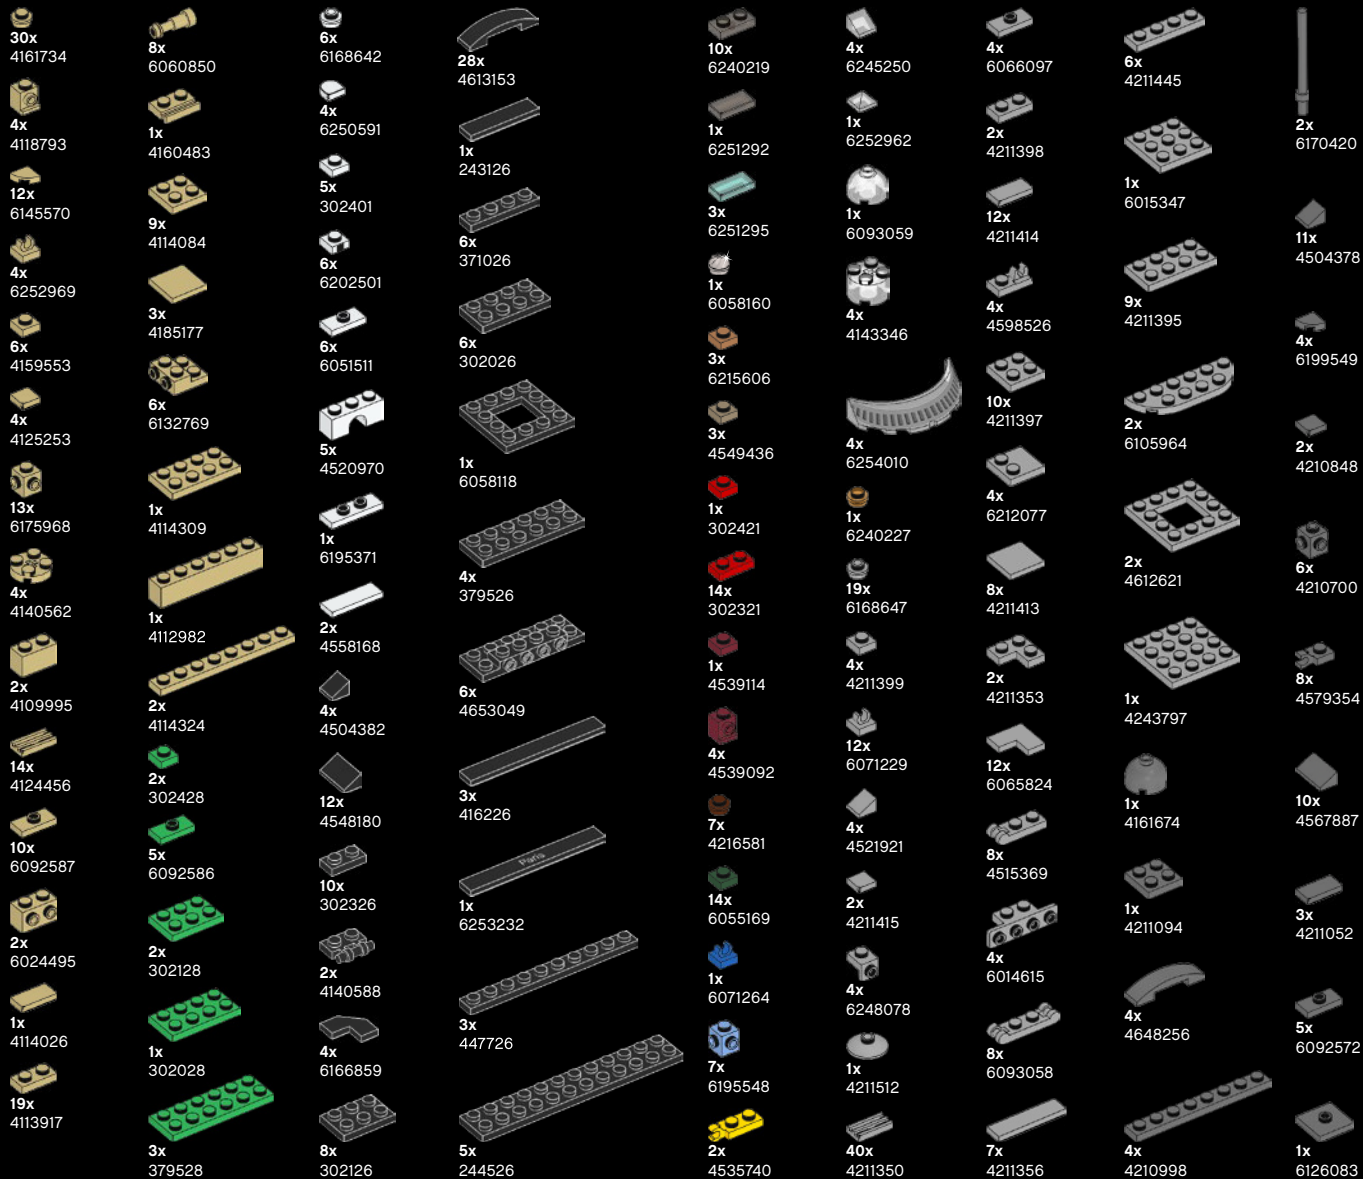 30x
4161734
4x
4118793
12x
6145570
4x
6252969
6x
4159553
4x
4125253
13x
6175968
4x
4140562
2x
4109995
14x
4124456
10x
6092587
2x
6024495
1x
4114026
19x
4113917
8x
6060850
1x
4160483
9x
4114084
3x
4185177
6x
6132769
1x
4114309
1x
4112982
2x
4114324
2x
302428
5x
6092586
2x
302128
1x
302028
3x
379528
6x
6168642
4x
6250591
5x
302401
6x
6202501
6x
6051511
5x
4520970
1x
6195371
2x
4558168
4x
4504382
12x
4548180
10x
302326
2x
4140588
4x
6166859
8x
302126
28x
4613153
1x
243126
6x
371026
6x
302026
1x
6058118
4x
379526
6x
4653049
3x
416226
Paris
1x
6253232
3x
447726
5x
244526
10x
6240219
1x
6251292
3x
6251295
1x
6058160
3x
6215606
3x
4549436
1x
302421
14x
302321
1x
4539114
4x
4539092
7x
4216581
14x
6055169
1x
6071264
7x
6195548
2x
4535740
4x
6245250
1x
6252962
1x
6093059
4x
4143346
4x
6254010
1x
6240227
19x
6168647
4x
4211399
12x
6071229
4x
4521921
2x
4211415
4x
6248078
1x
4211512
40x
4211350
4x
6066097
2x
4211398
12x
4211414
4x
4598526
10x
4211397
4x
6212077
8x
4211413
2x
4211353
12x
6065824
8x
4515369
4x
6014615
8x
6093058
7x
4211356
6x
4211445
1x
6015347
9x
4211395
2x
6105964
2x
4612621
1x
4243797
1x
4161674
1x
4211094
4x
4648256
4x
4210998
2x
6170420
11x
4504378
4x
6199549
2x
4210848
6x
4210700
8x
4579354
10x
4567887
3x
4211052
5x
6092572
1x
6126083